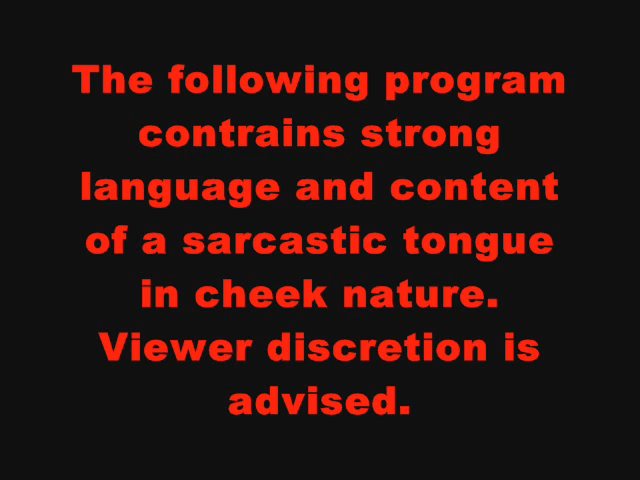 The following program
contrains strong
language and content
of a sarcastic tongue
in cheek nature.
Viewer discretion is
advised.